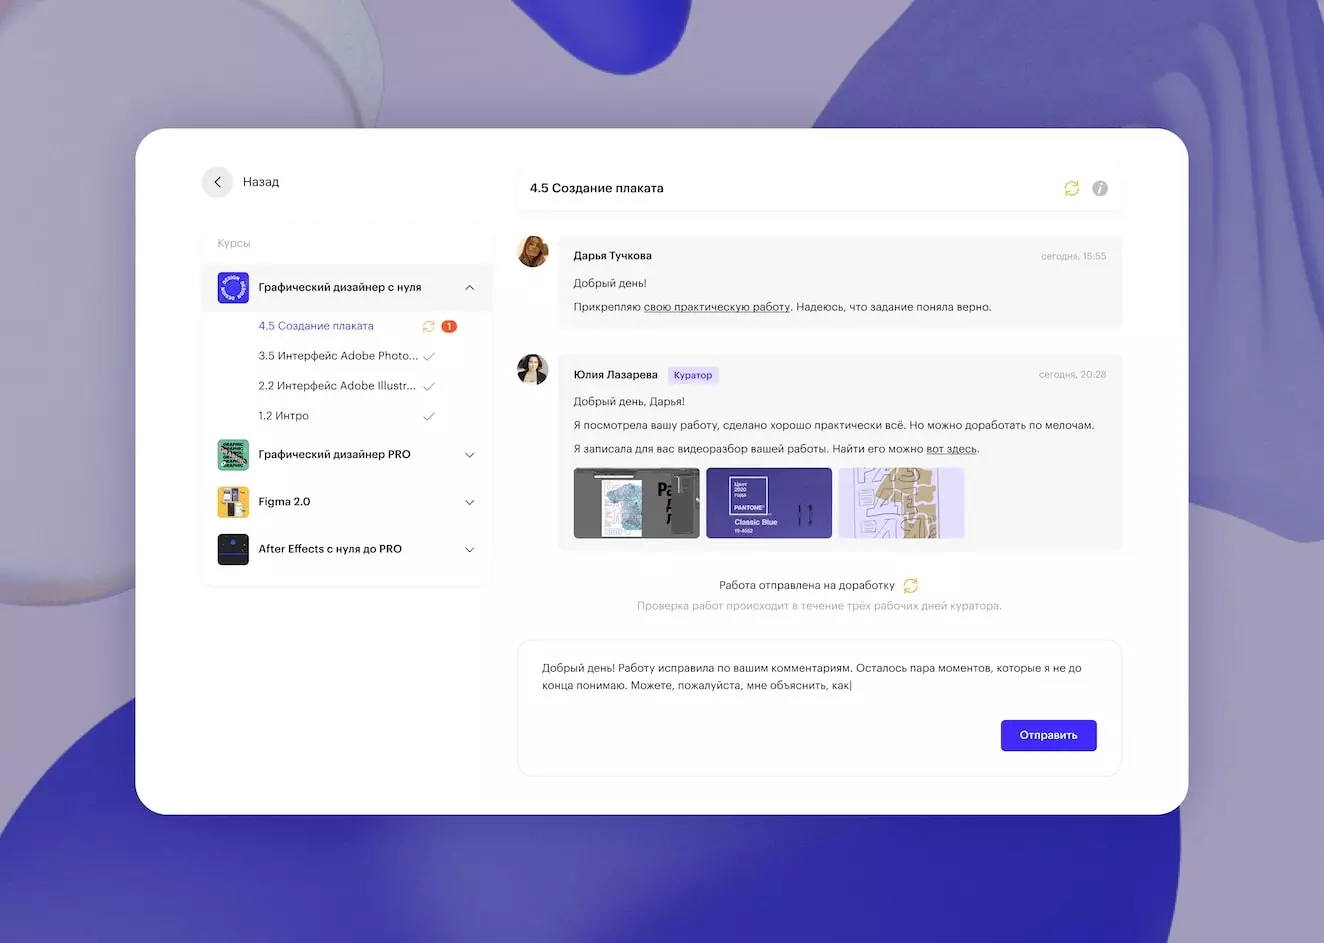 Назад
Курсы
Графический дизайнер с нуля
4.5 Создание плаката
1
3.5 Интерфейс Adobe Photo...
2.2 Интерфейс Adobe Illustr...
1.2 Интро
Графический дизайнер PRO
Figma 2.0
After Effects с нуля до PRO
4.5 Создание плаката
Дарья Тучкова
сегодня, 15:55
Добрый день!
Прикрепляю свою практическую работу. Надеюсь, что задание поняла верно.
Юлия Лазарева
Куратор
сегодня, 20:28
Добрый день, Дарья!
Я посмотрела вашу работу, сделано хорошо практически всё. Но можно доработать по мелочам.
Я записала для вас видеоразбор вашей работы. Найти его можно вот здесь.
Цвет
2020
года
PANTONE®
Classic Blue
19-4052
Работа отправлена на доработку
Проверка работ происходит в течение трёх рабочих дней куратора.
Добрый день! Работу исправила по вашим комментариям. Осталось пара моментов, которые я не до
конца понимаю. Можете, пожалуйста, мне объяснить, как
Отправить